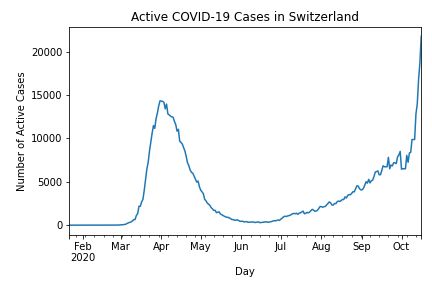 Active COVID-19 Cases in Switzerland
20000
15000
10000
5000
0
Number of Active Cases
Feb Mar Apr May Jun Jul Aug Sep Oct
2020
Day